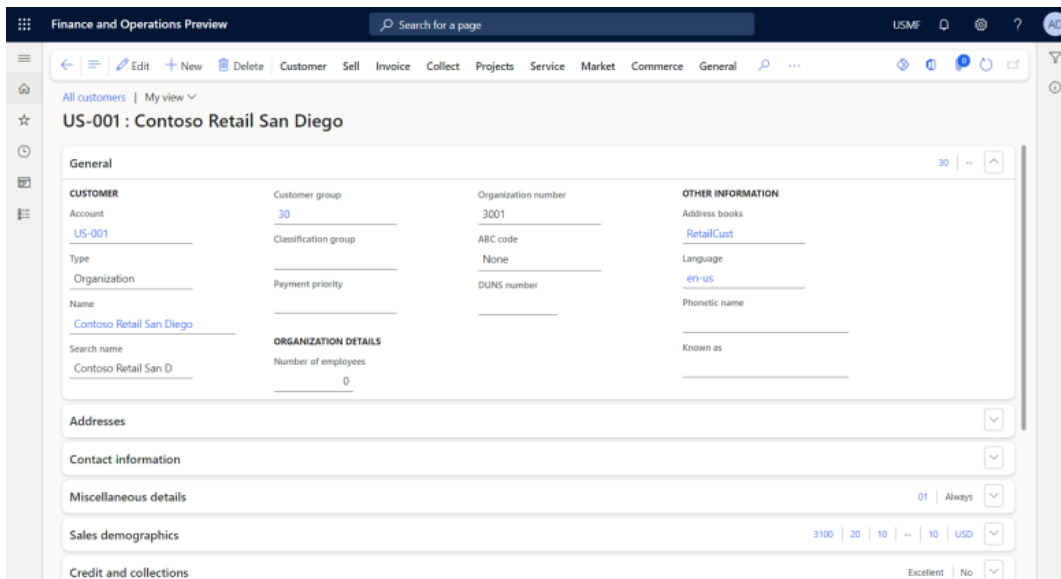 Finance and Operations Preview
Search for a page
USMF
?
AD
Edit
New
Delete
Customer
Sell
Invoice
Collect
Projects
Service
Market
Commerce
General
...
0
All customers | My view
US-001 : Contoso Retail San Diego
General
30 | --
CUSTOMER
Account
US-001
Type
Organization
Name
Contoso Retail San Diego
Search name
Contoso Retail San D
Customer group
30
Classification group
Payment priority
ORGANIZATION DETAILS
Number of employees
0
Organization number
3001
ABC code
None
DUNS number
OTHER INFORMATION
Address books
RetailCust
Language
en-us
Phonetic name
Known as
Addresses
Contact information
Miscellaneous details
01 | Always
Sales demographics
3100 | 20 | 10 | -- | 10 | USD
Credit and collections
Excellent | No